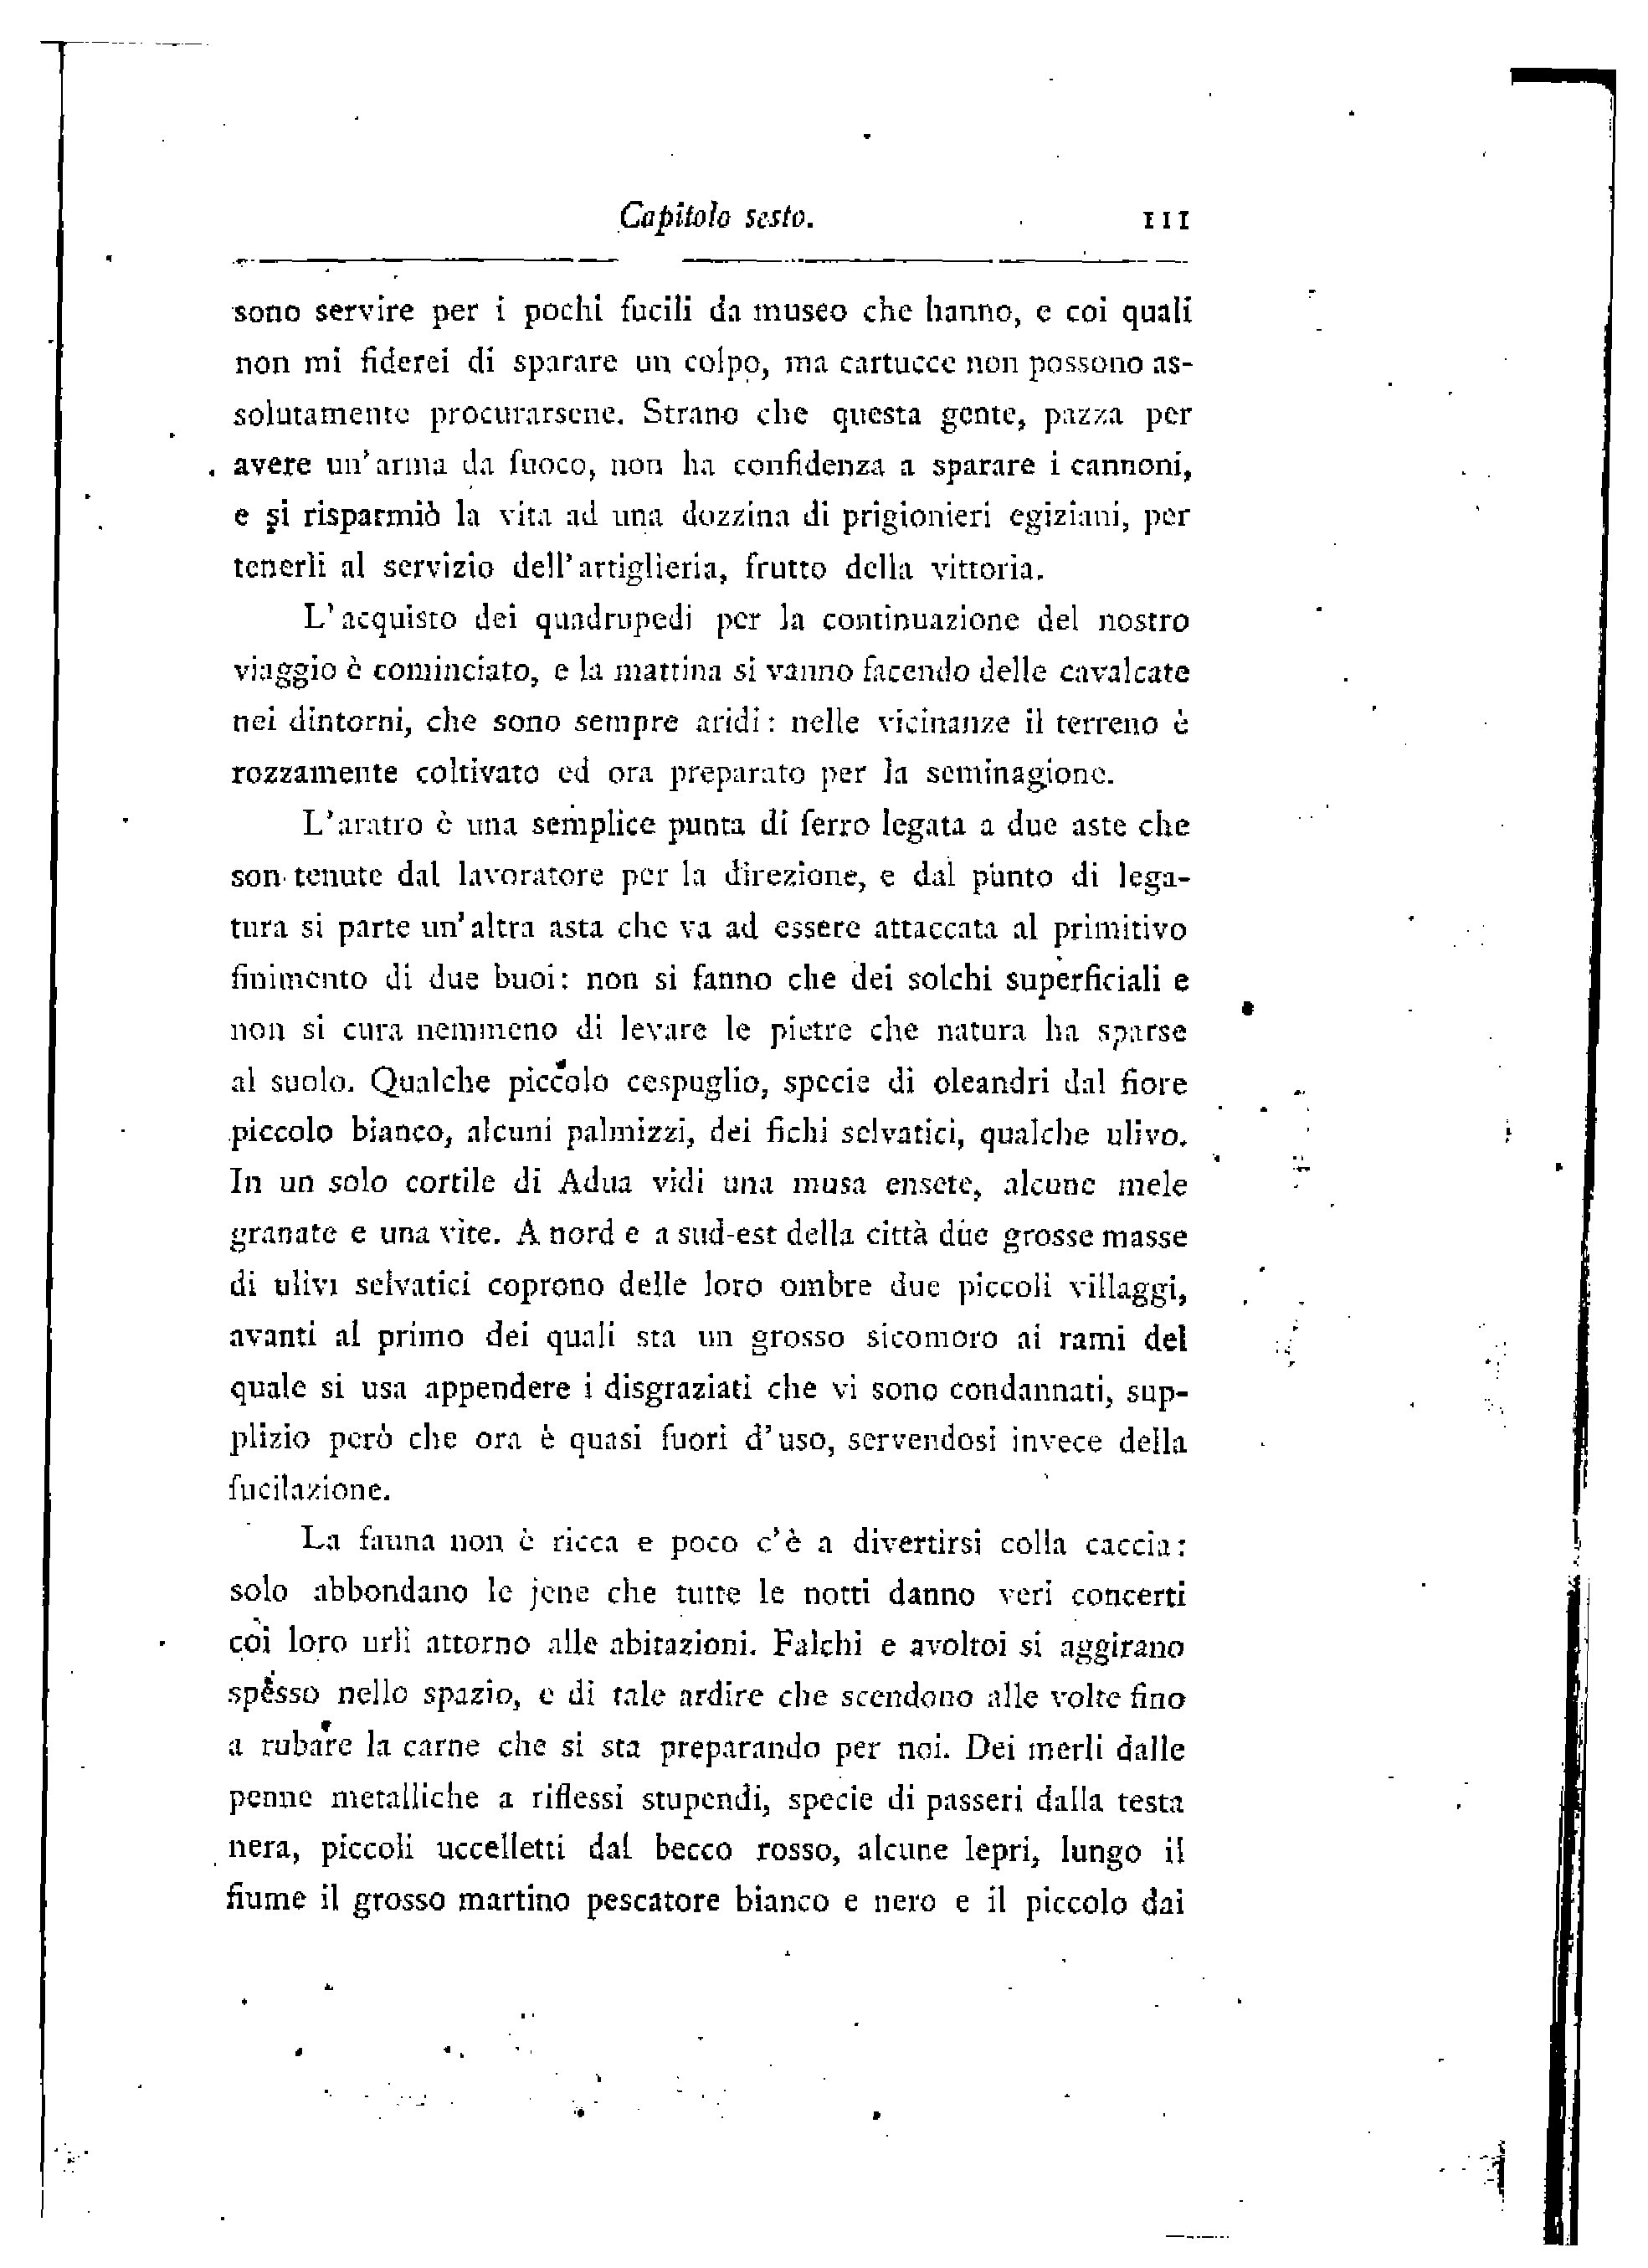 Capitolo sesto. 111
sono servire per i pochi fucili da museo che hanno, e coi quali
non mi fiderei di sparare un colpo, ma cartucce non possono as-
solutamente procurarsene. Strano che questa gente, pazza per
avere un'arma da fuoco, non ha confidenza a sparare i cannoni,
e si risparmiò la vita ad una dozzina di prigionieri egiziani, per
tenerli al servizio dell'artiglieria, frutto della vittoria.
L'acquisto dei quadrupedi per la continuazione del nostro
viaggio è cominciato, e la mattina si vanno facendo delle cavalcate
nei dintorni, che sono sempre aridi: nelle vicinanze il terreno è
rozzamente coltivato ed ora preparato per la seminagione.
L'aratro è una semplice punta di ferro legata a due aste che
son tenute dal lavoratore per la direzione, e dal punto di lega-
tura si parte un'altra asta che va ad essere attaccata al primitivo
finimento di due buoi: non si fanno che dei solchi superficiali e
non si cura nemmeno di levare le pietre che natura ha sparse
al suolo. Qualche piccolo cespuglio, specie di oleandri dal fiore
piccolo bianco, alcuni palmizzi, dei fichi selvatici, qualche ulivo.
In un solo cortile di Adua vidi una musa ensete, alcune mele
granate e una vite. A nord e a sud-est della città due grosse masse
di ulivi selvatici coprono delle loro ombre due piccoli villaggi,
avanti al primo dei quali sta un grosso sicomoro ai rami del
quale si usa appendere i disgraziati che vi sono condannati, sup-
plizio però che ora è quasi fuori d'uso, servendosi invece della
fucilazione.
La fauna non è ricca e poco c'è a divertirsi colla caccia:
solo abbondano le jene che tutte le notti danno veri concerti
coi loro urli attorno alle abitazioni. Falchi e avoltoi si aggirano
spesso nello spazio, e di tale ardire che scendono alle volte fino
a rubare la carne che si sta preparando per noi. Dei merli dalle
penne metalliche a riflessi stupendi, specie di passeri dalla testa
nera, piccoli uccelletti dal becco rosso, alcune lepri, lungo il
fiume il grosso martino pescatore bianco e nero e il piccolo dai